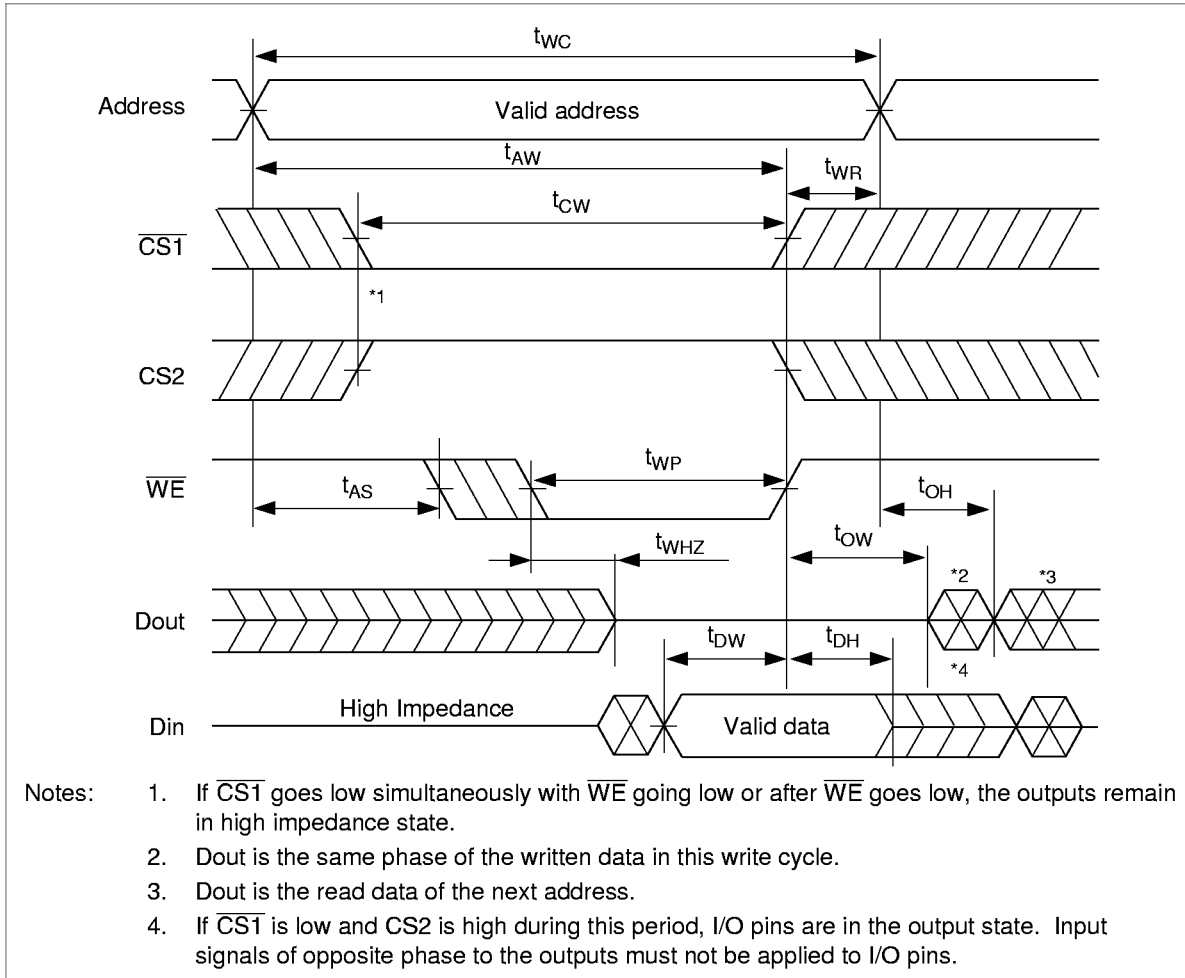 tWC
Address
Valid address
tAW
tWR
tCW
CS1
*1
CS2
tWP
WE
tAS
tOH
tWHZ
tOW
*2
*3
Dout
tDW
tDH
*4
High Impedance
Din
Valid data
Notes: 1. If CS1 goes low simultaneously with WE going low or after WE goes low, the outputs remain
in high impedance state.
2. Dout is the same phase of the written data in this write cycle.
3. Dout is the read data of the next address.
4. If CS1 is low and CS2 is high during this period, I/O pins are in the output state. Input
signals of opposite phase to the outputs must not be applied to I/O pins.